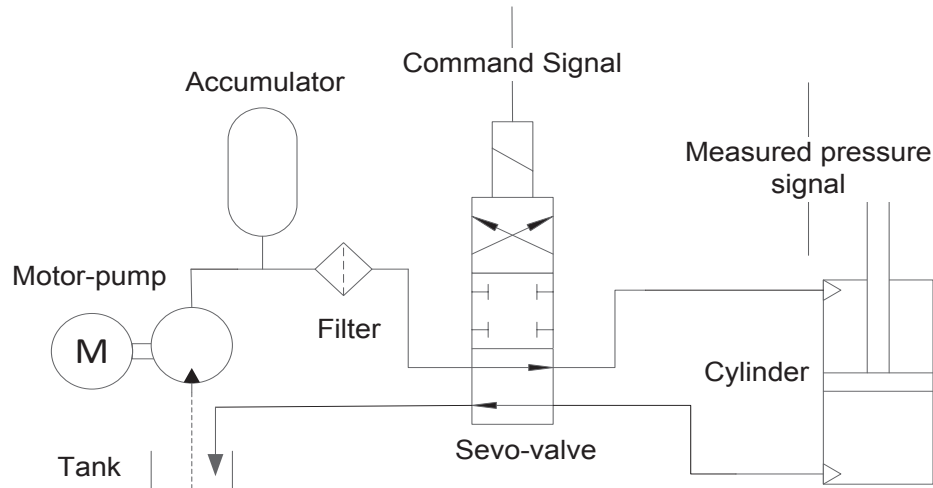 Command Signal
Accumulator
Measured pressure
signal
Motor-pump
M
Filter
Cylinder
Sevo-valve
Tank